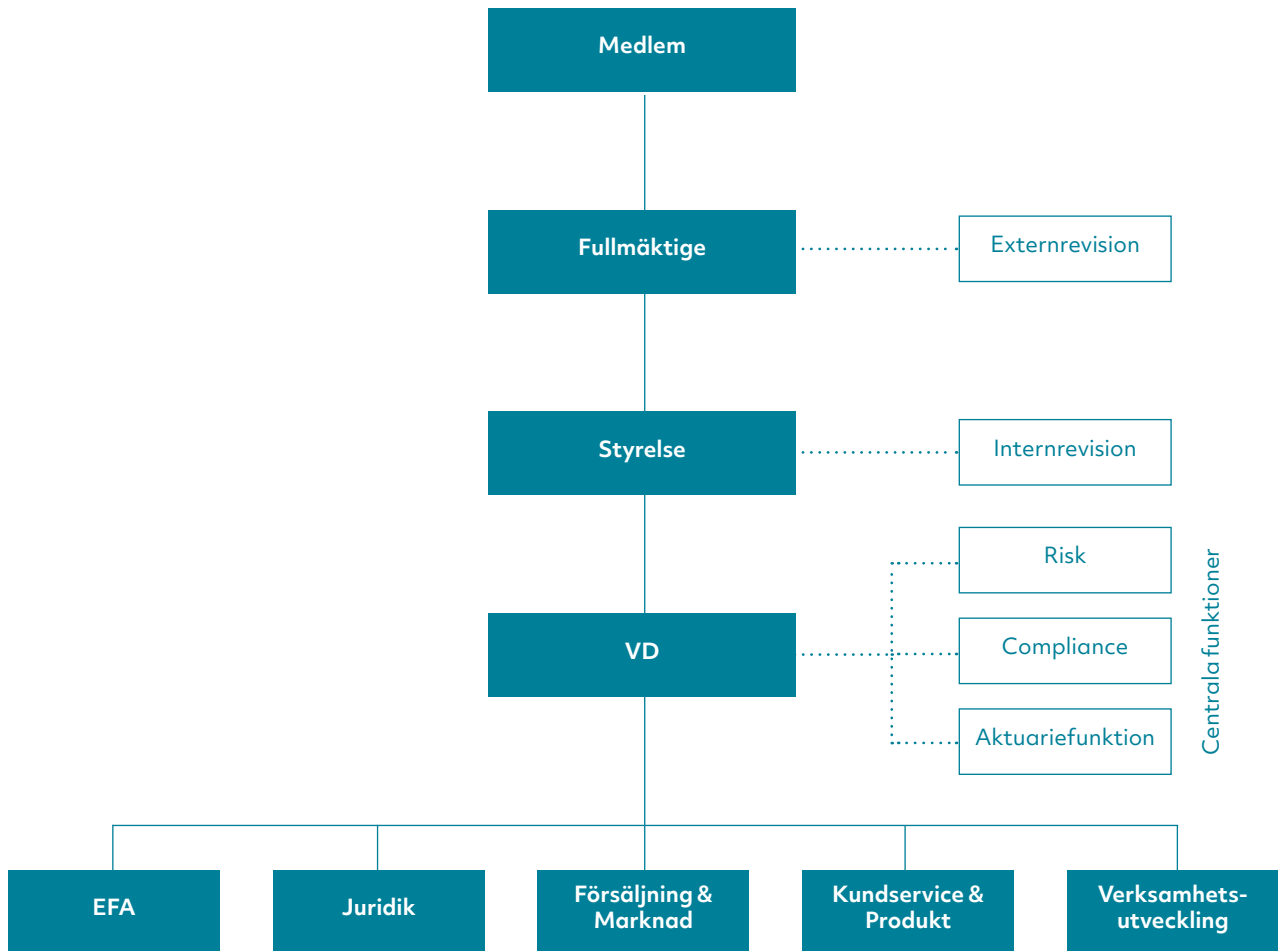 Medlem
Fullmäktige
Externrevision
Styrelse
Internrevision
Risk
VD
Compliance
Aktuariefunktion
Centrala funktioner
EFA
Juridik
Försäljning &
Marknad
Kundservice &
Produkt
Verksamhets-
utveckling